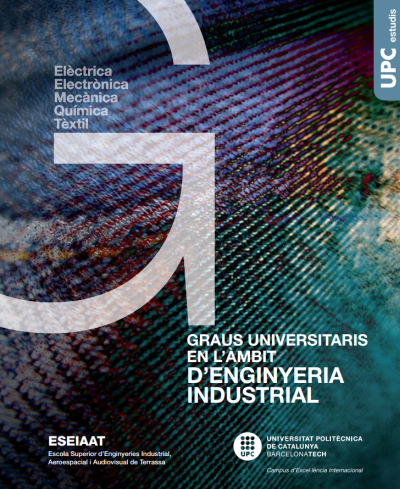 UPC estudis
Elèctrica
Electrònica
Mecànica
Química
Tèxtil
G
GRAUS UNIVERSITARIS
EN L'ÀMBIT
D'ENGINYERIA
INDUSTRIAL
ESEIAAT
Escola Superior d'Enginyeries Industrial,
Aeroespacial i Audiovisual de Terrassa
UPC
UNIVERSITAT POLITÈCNICA
DE CATALUNYA
BARCELONATECH
Campus d'Excel·lència Internacional